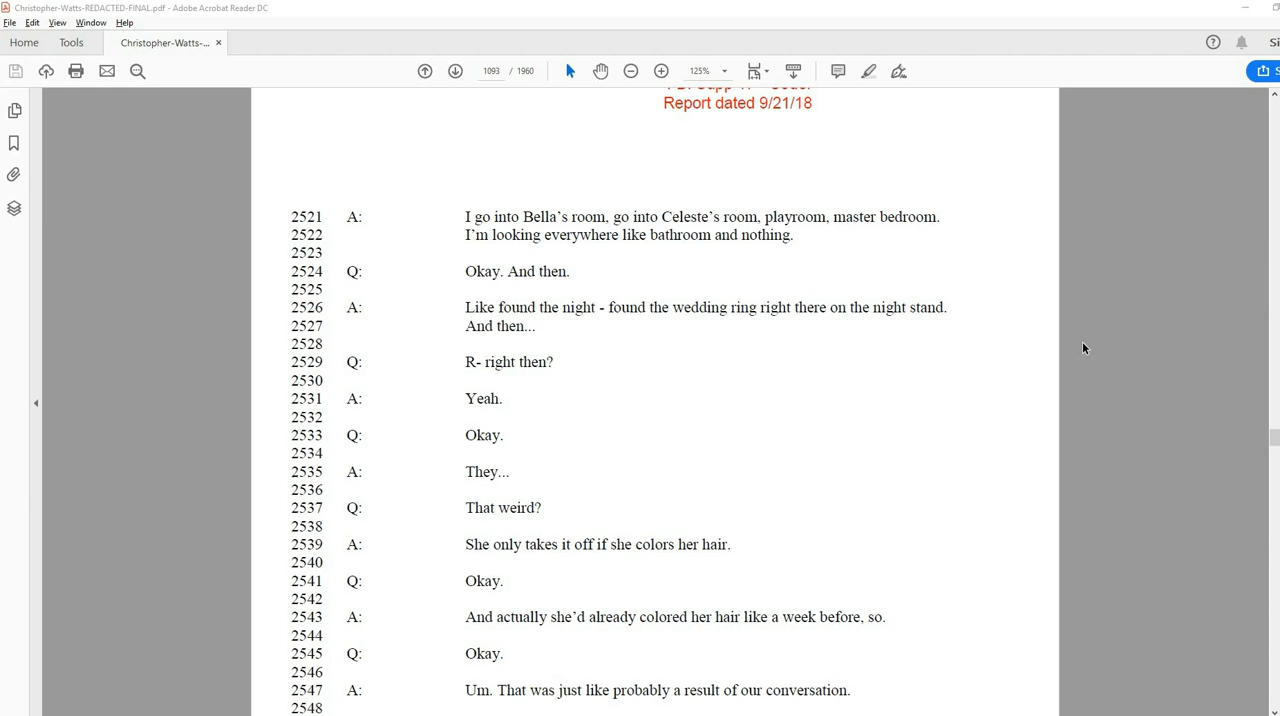 Christopher-Watts-REDACTED-FINAL.pdf - Adobe Acrobat Reader DC
File Edit View Window Help
Home Tools Christopher-Watts-... ×
1093 / 1960 125%
Report dated 9/21/18
2521 A: I go into Bella's room, go into Celeste's room, playroom, master bedroom.
2522 I'm looking everywhere like bathroom and nothing.
2523
2524 Q: Okay. And then.
2525
2526 A: Like found the night - found the wedding ring right there on the night stand.
2527 And then...
2528
2529 Q: R- right then?
2530
2531 A: Yeah.
2532
2533 Q: Okay.
2534
2535 A: They...
2536
2537 Q: That weird?
2538
2539 A: She only takes it off if she colors her hair.
2540
2541 Q: Okay.
2542
2543 A: And actually she'd already colored her hair like a week before, so.
2544
2545 Q: Okay.
2546
2547 A: Um. That was just like probably a result of our conversation.
2548